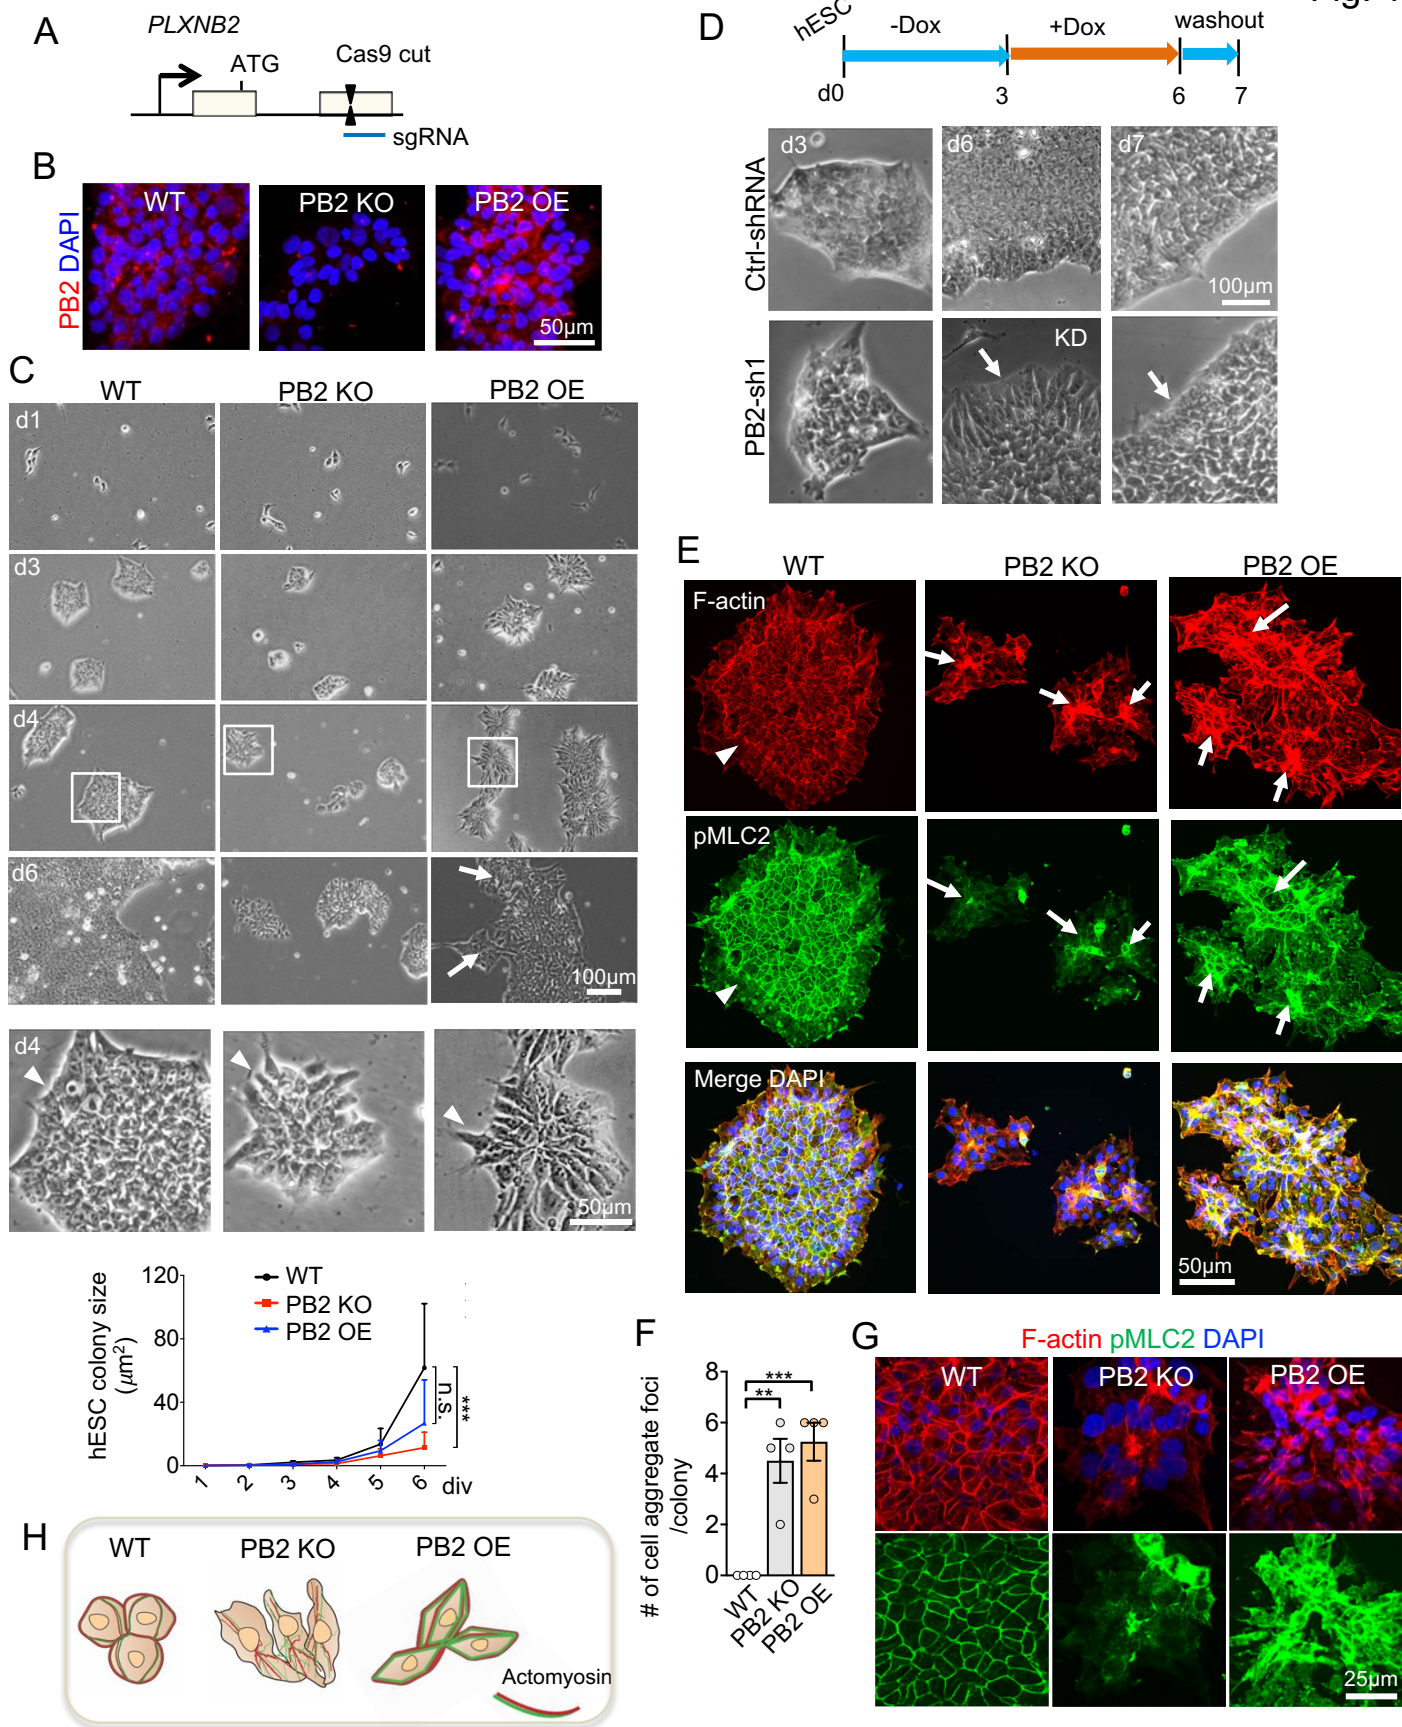 A
PLXNB2
ATG
Cas9 cut
sgRNA
B
PB2 DAPI
WT
PB2 KO
PB2 OE
50µm
C
WT
PB2 KO
PB2 OE
d1
d3
d4
d6
100µm
d4
50µm
hESC colony size
(µm²)
120
80
40
0
WT
PB2 KO
PB2 OE
n.s.
***
1 2 3 4 5 6 div
D
hESC
-Dox
+Dox
washout
d0
3
6
7
Ctrl-shRNA
d3
d6
d7
100µm
PB2-sh1
KD
E
WT
PB2 KO
PB2 OE
F-actin
pMLC2
Merge DAPI
50µm
F
# of cell aggregate foci
/colony
8
6
4
2
0
***
**
WT
PB2 KO
PB2 OE
G
F-actin pMLC2 DAPI
WT
PB2 KO
PB2 OE
25µm
H
WT
PB2 KO
PB2 OE
Actomyosin